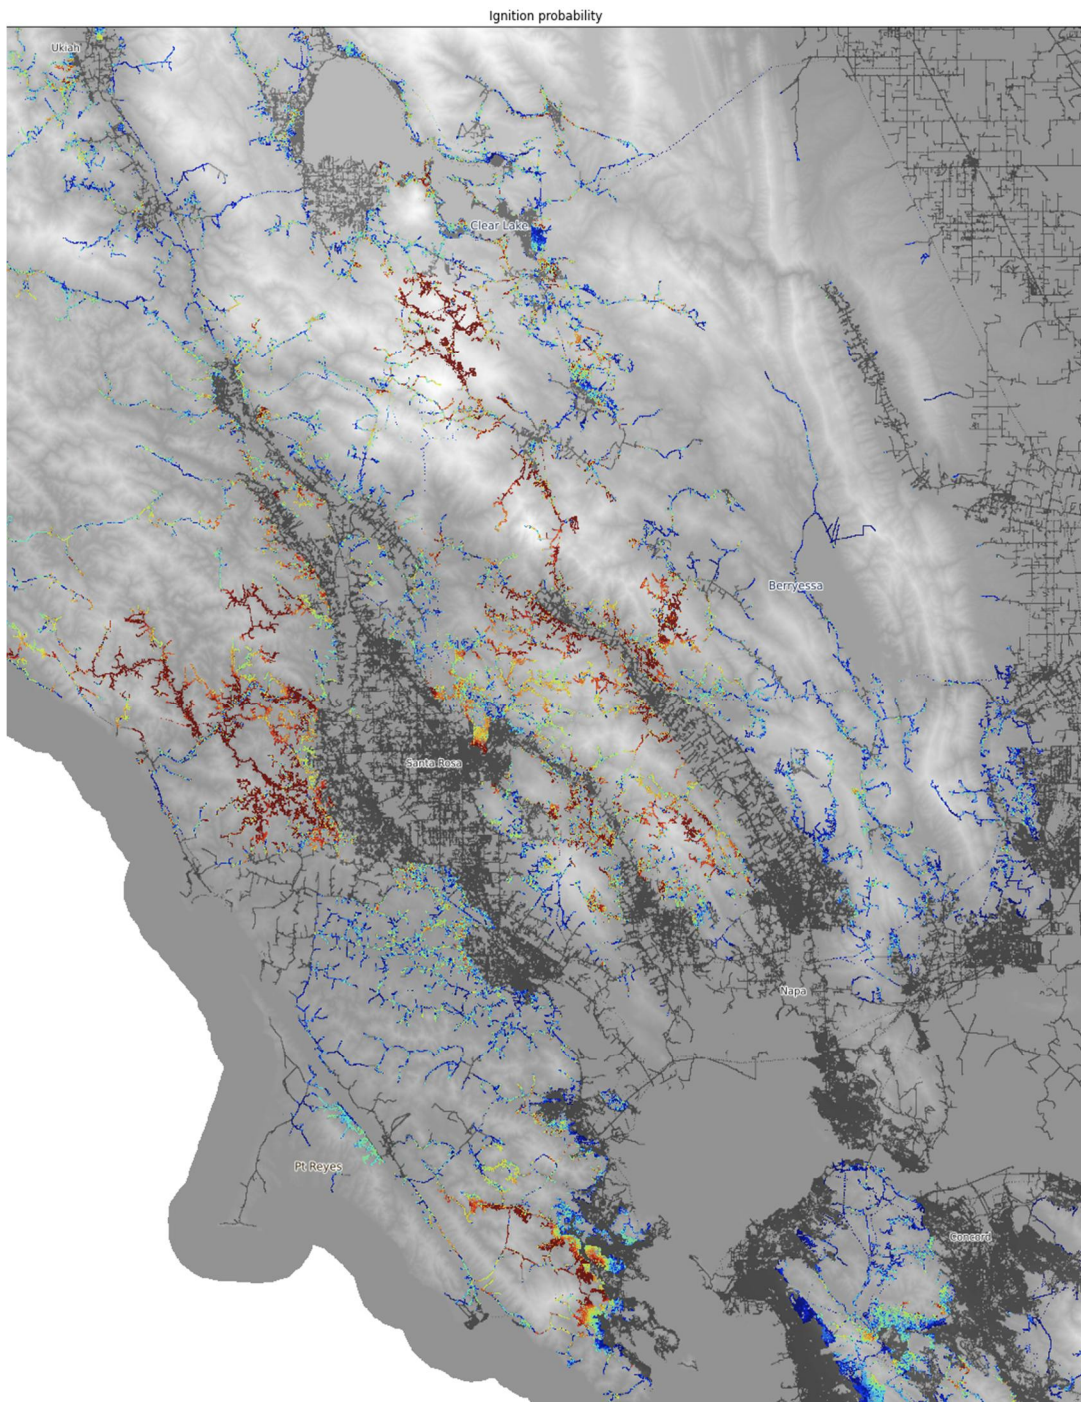 Ignition probability
Ukiah
Clear Lake
Berryessa
Santa Rosa
Napa
Pt Reyes
Concord